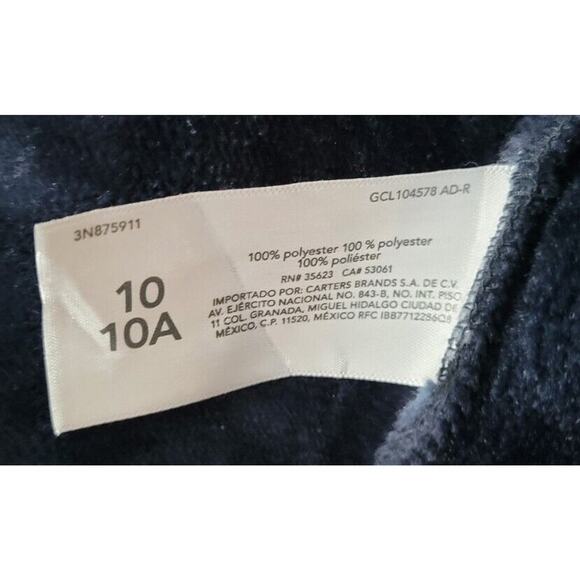 3N875911
GCL104578 AD-R
10
10A
100% polyester 100 % polyester
100% poliéster
RN# 35623 CA# 53061
IMPORTADO POR: CARTERS BRANDS S.A. DE C.V.
AV. EJÉRCITO NACIONAL NO. 843-B, NO. INT. PISO
11 COL. GRANADA, MIGUEL HIDALGO CIUDAD DE
MÉXICO, C.P. 11520, MÉXICO RFC